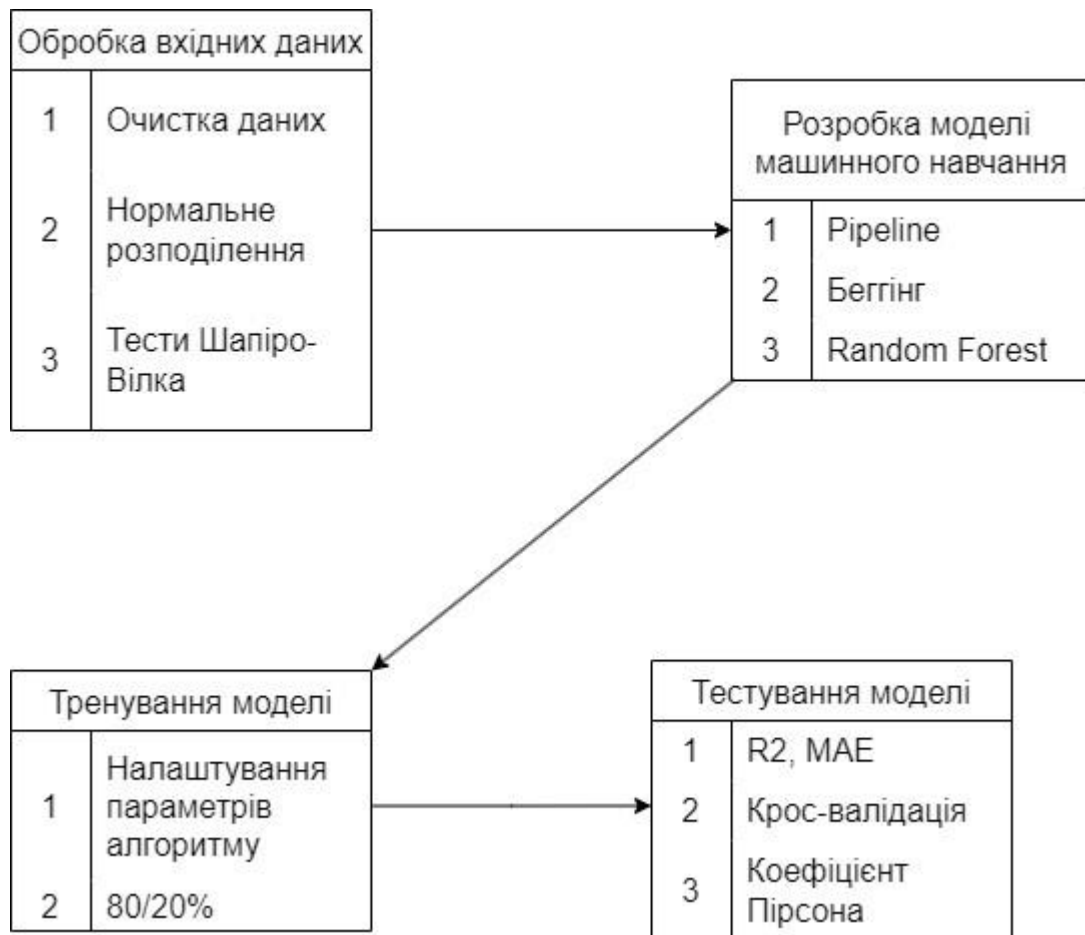 Обробка вхідних даних
1 Очистка даних
2 Нормальне
розподілення
3 Тести Шапіро-
Вілка
Розробка моделі
машинного навчання
1 Pipeline
2 Беггінг
3 Random Forest
Тренування моделі
1 Налаштування
параметрів
алгоритму
2 80/20%
Тестування моделі
1 R2, MAE
2 Крос-валідація
3 Коефіцієнт
Пірсона